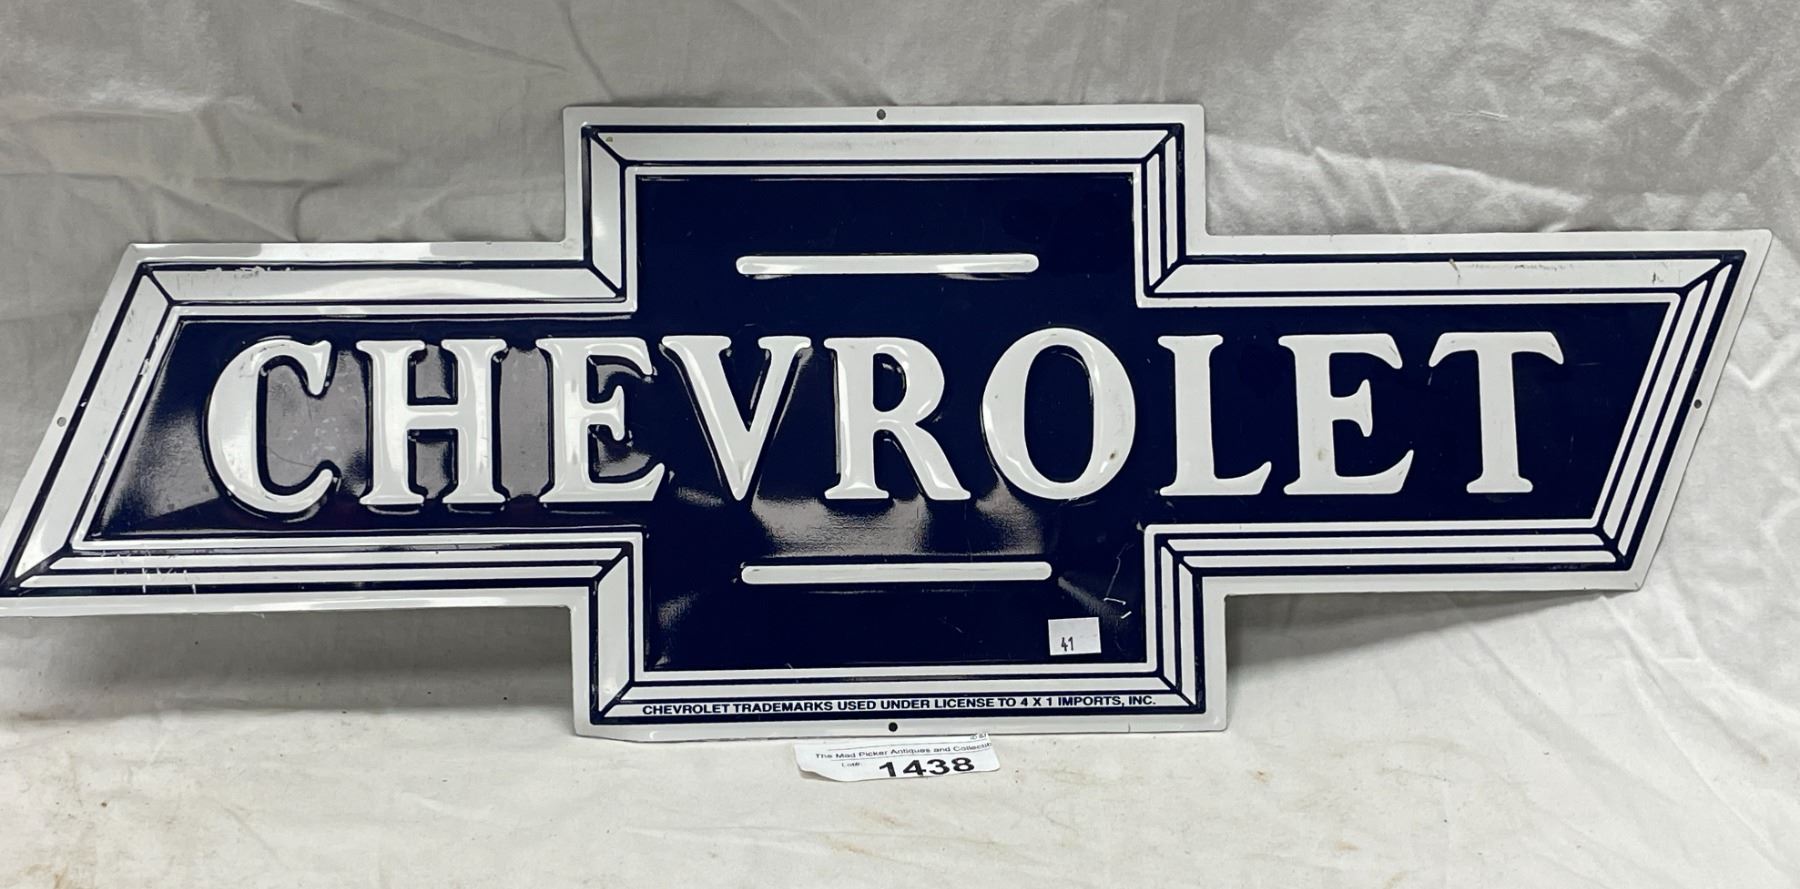 CHEVROLET
41
CHEVROLET TRADEMARKS USED UNDER LICENSE TO 4 X 1 IMPORTS, INC.
The Mad Picker Antiques and Collectib
Lot#: 1438